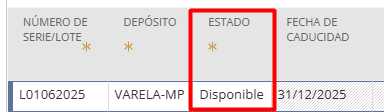 NÚMERO DE SERIE/LOTE * DEPÓSITO * ESTADO * FECHA DE CADUCIDAD
L01062025 VARELA-MP Disponible 31/12/2025